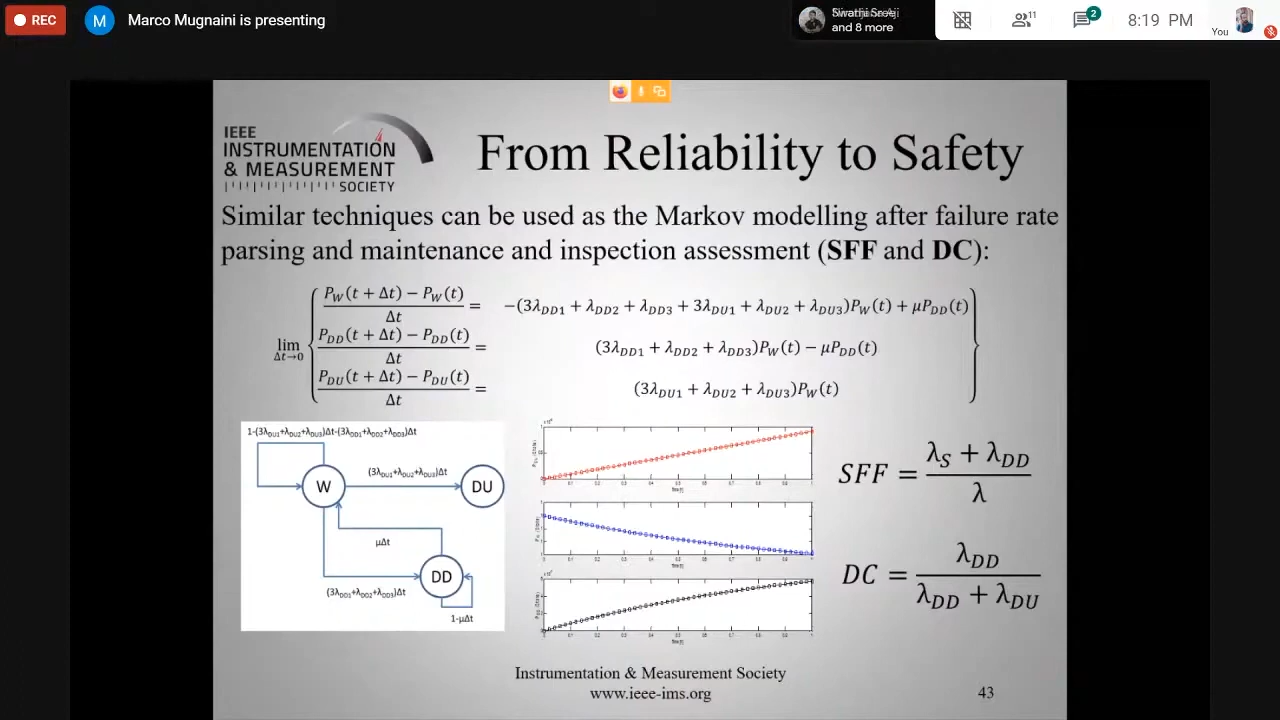 REC
M
Marco Mugnaini is presenting
and 8 more
11
2
8:19 PM
You
IEEE
INSTRUMENTATION
& MEASUREMENT
SOCIETY
From Reliability to Safety
Similar techniques can be used as the Markov modelling after failure rate
parsing and maintenance and inspection assessment (SFF and DC):
lim Δt→0
P_W(t + Δt) − P_W(t) / Δt = −(3λ_DD1 + λ_DD2 + λ_DD3 + 3λ_DU1 + λ_DU2 + λ_DU3)P_W(t) + μP_DD(t)
P_DD(t + Δt) − P_DD(t) / Δt = (3λ_DD1 + λ_DD2 + λ_DD3)P_W(t) − μP_DD(t)
P_DU(t + Δt) − P_DU(t) / Δt = (3λ_DU1 + λ_DU2 + λ_DU3)P_W(t)
1-(3λ_DU1+λ_DU2+λ_DU3)Δt-(3λ_DD1+λ_DD2+λ_DD3)Δt
(3λ_DU1+λ_DU2+λ_DU3)Δt
W
DU
μΔt
DD
(3λ_DD1+λ_DD2+λ_DD3)Δt
1-μΔt
SFF = λ_S + λ_DD / λ
DC = λ_DD / λ_DD + λ_DU
Instrumentation & Measurement Society
www.ieee-ims.org
43